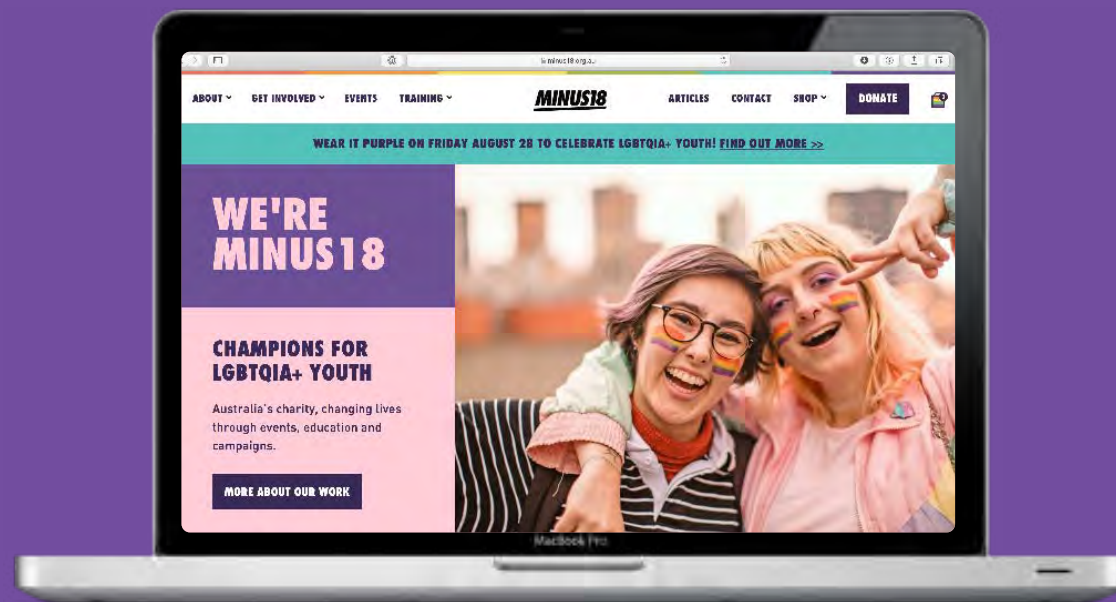 minus18.org.au
ABOUT GET INVOLVED EVENTS TRAINING MINUS18 ARTICLES CONTACT SHOP DONATE
WEAR IT PURPLE ON FRIDAY AUGUST 28 TO CELEBRATE LGBTQIA+ YOUTH! FIND OUT MORE >>
WE'RE
MINUS18
CHAMPIONS FOR
LGBTQIA+ YOUTH
Australia's charity, changing lives
through events, education and
campaigns.
MORE ABOUT OUR WORK
MacBook Pro